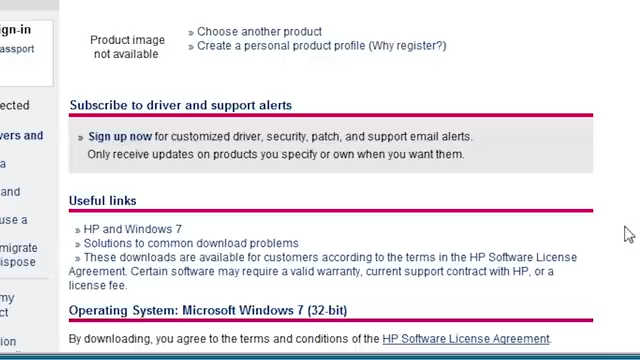 gn-in
assport
ected
vers and
a
and
use a
migrate
ispose
my
ct
ion
Product image
not available
» Choose another product
» Create a personal product profile (Why register?)
Subscribe to driver and support alerts
» Sign up now for customized driver, security, patch, and support email alerts.
Only receive updates on products you specify or own when you want them.
Useful links
» HP and Windows 7
» Solutions to common download problems
» These downloads are available for customers according to the terms in the HP Software License
Agreement. Certain software may require a valid warranty, current support contract with HP, or a
license fee.
Operating System: Microsoft Windows 7 (32-bit)
By downloading, you agree to the terms and conditions of the HP Software License Agreement.